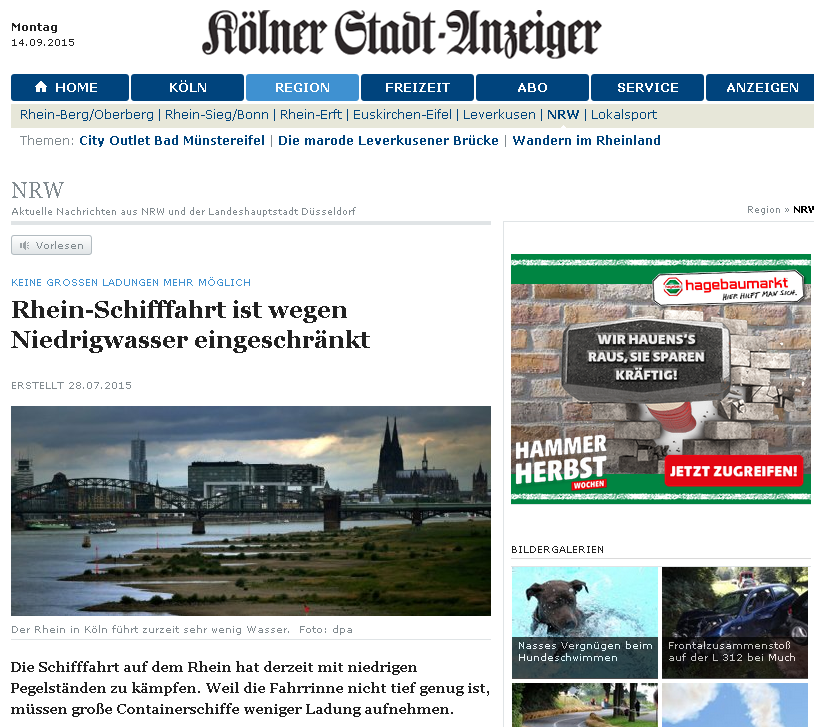 Montag
14.09.2015
Kölner Stadt-Anzeiger
HOME KÖLN REGION FREIZEIT ABO SERVICE ANZEIGEN
Rhein-Berg/Oberberg | Rhein-Sieg/Bonn | Rhein-Erft | Euskirchen-Eifel | Leverkusen | NRW | Lokalsport
Themen: City Outlet Bad Münstereifel | Die marode Leverkusener Brücke | Wandern im Rheinland
NRW
Aktuelle Nachrichten aus NRW und der Landeshauptstadt Düsseldorf
Region » NRW
Vorlesen
KEINE GROSSEN LADUNGEN MEHR MÖGLICH
Rhein-Schifffahrt ist wegen
Niedrigwasser eingeschränkt
ERSTELLT 28.07.2015
Der Rhein in Köln führt zurzeit sehr wenig Wasser. Foto: dpa
Die Schifffahrt auf dem Rhein hat derzeit mit niedrigen
Pegelständen zu kämpfen. Weil die Fahrrinne nicht tief genug ist,
müssen große Containerschiffe weniger Ladung aufnehmen.
hagebaumarkt
HIER HILFT MAN SICH.
WIR HAUENS'S
RAUS, SIE SPAREN
KRÄFTIG!
HAMMER
HERBST
WOCHEN
JETZT ZUGREIFEN!
BILDERGALERIEN
Nasses Vergnügen beim
Hundeschwimmen
Frontalzusammenstoß
auf der L 312 bei Much